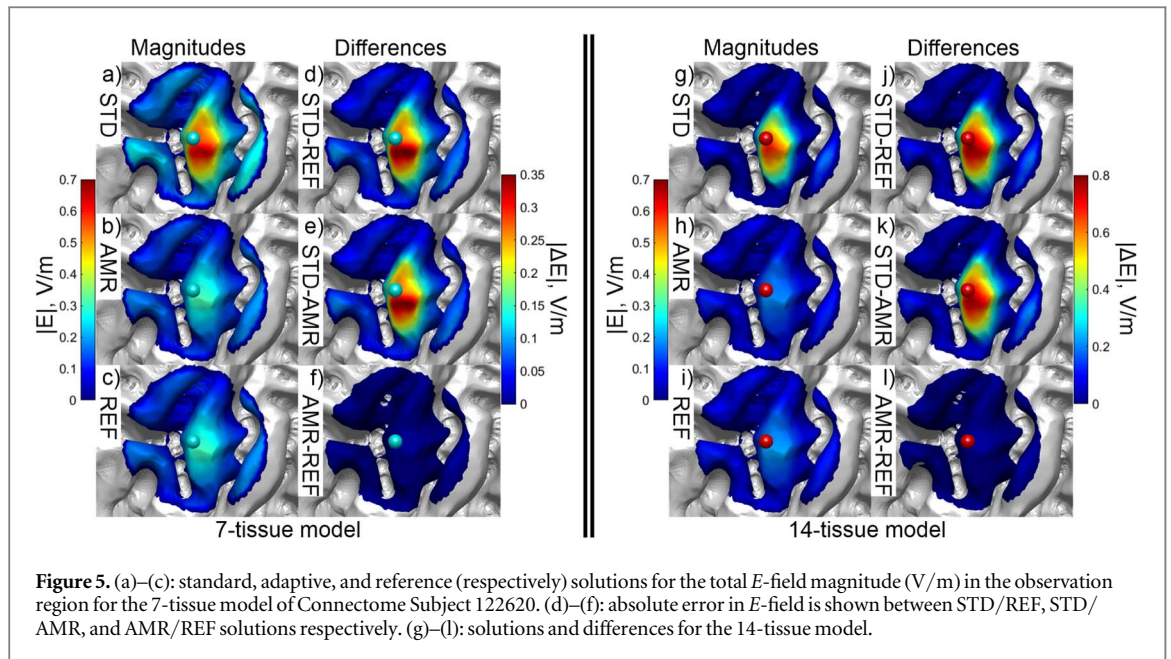 Magnitudes
Differences
Magnitudes
Differences
a) STD
d) STD-REF
g) STD
j) STD-REF
b) AMR
e) STD-AMR
h) AMR
k) STD-AMR
c) REF
f) AMR-REF
i) REF
l) AMR-REF
|E|, V/m
0.7
0.6
0.5
0.4
0.3
0.2
0.1
0
|ΔE|, V/m
0.35
0.3
0.25
0.2
0.15
0.1
0.05
0
|E|, V/m
0.7
0.6
0.5
0.4
0.3
0.2
0.1
0
|ΔE|, V/m
0.8
0.6
0.4
0.2
0
7-tissue model
14-tissue model
Figure 5. (a)–(c): standard, adaptive, and reference (respectively) solutions for the total E-field magnitude (V/m) in the observation
region for the 7-tissue model of Connectome Subject 122620. (d)–(f): absolute error in E-field is shown between STD/REF, STD/
AMR, and AMR/REF solutions respectively. (g)–(l): solutions and differences for the 14-tissue model.